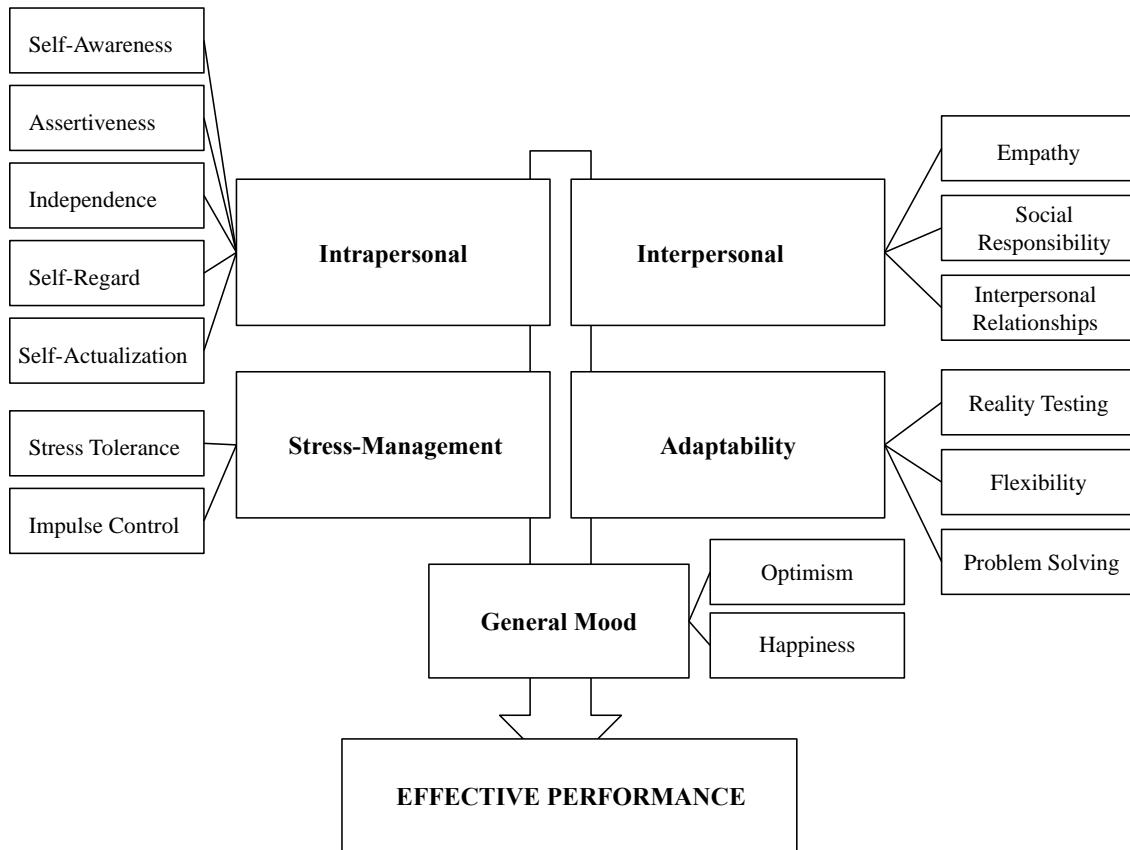 Self-Awareness
Assertiveness
Independence
Self-Regard
Self-Actualization
Stress Tolerance
Impulse Control
Intrapersonal
Interpersonal
Stress-Management
Adaptability
Empathy
Social
Responsibility
Interpersonal
Relationships
Reality Testing
Flexibility
Problem Solving
General Mood
Optimism
Happiness
EFFECTIVE PERFORMANCE